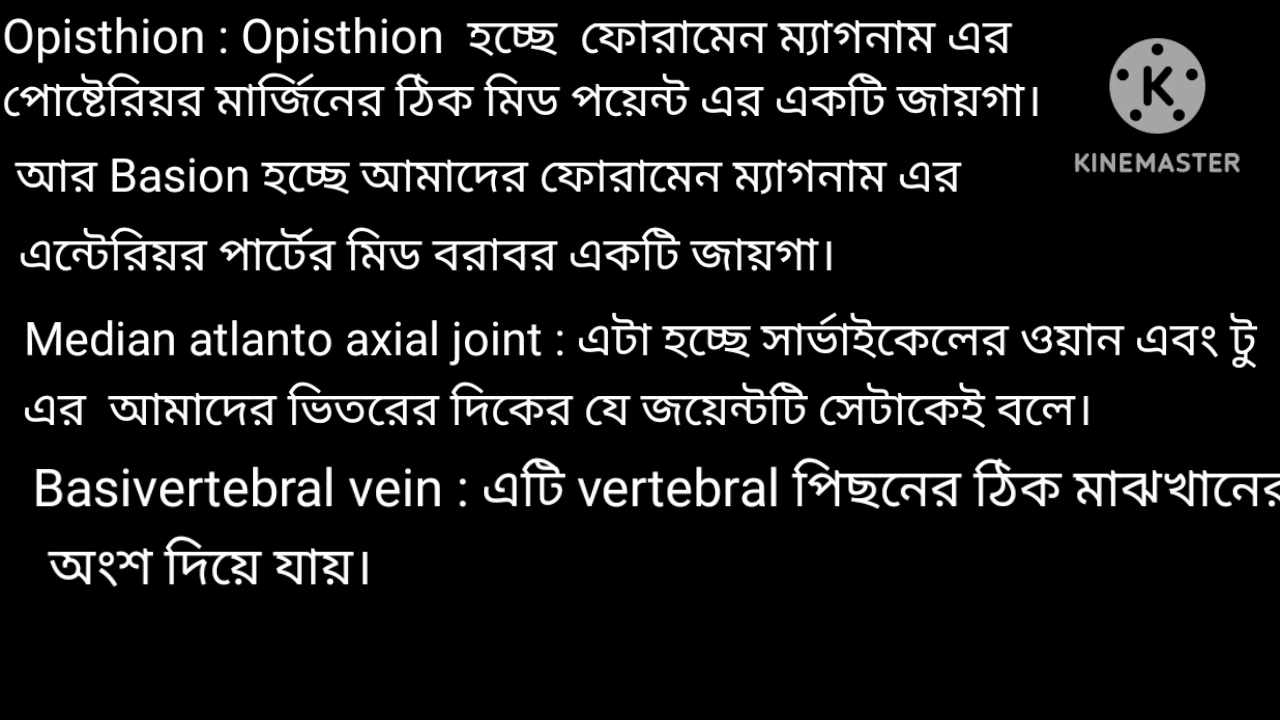 Opisthion : Opisthion হচ্ছে ফোরামেন ম্যাগনাম এর
পোষ্টেরিয়র মার্জিনের ঠিক মিড পয়েন্ট এর একটি জায়গা।
KINEMASTER
আর Basion হচ্ছে আমাদের ফোরামেন ম্যাগনাম এর
এন্টেরিয়র পার্টের মিড বরাবর একটি জায়গা।
Median atlanto axial joint : এটা হচ্ছে সার্ভাইকেলের ওয়ান এবং টু
এর আমাদের ভিতরের দিকের যে জয়েন্টটি সেটাকেই বলে।
Basivertebral vein : এটি vertebral পিছনের ঠিক মাঝখানের
অংশ দিয়ে যায়।